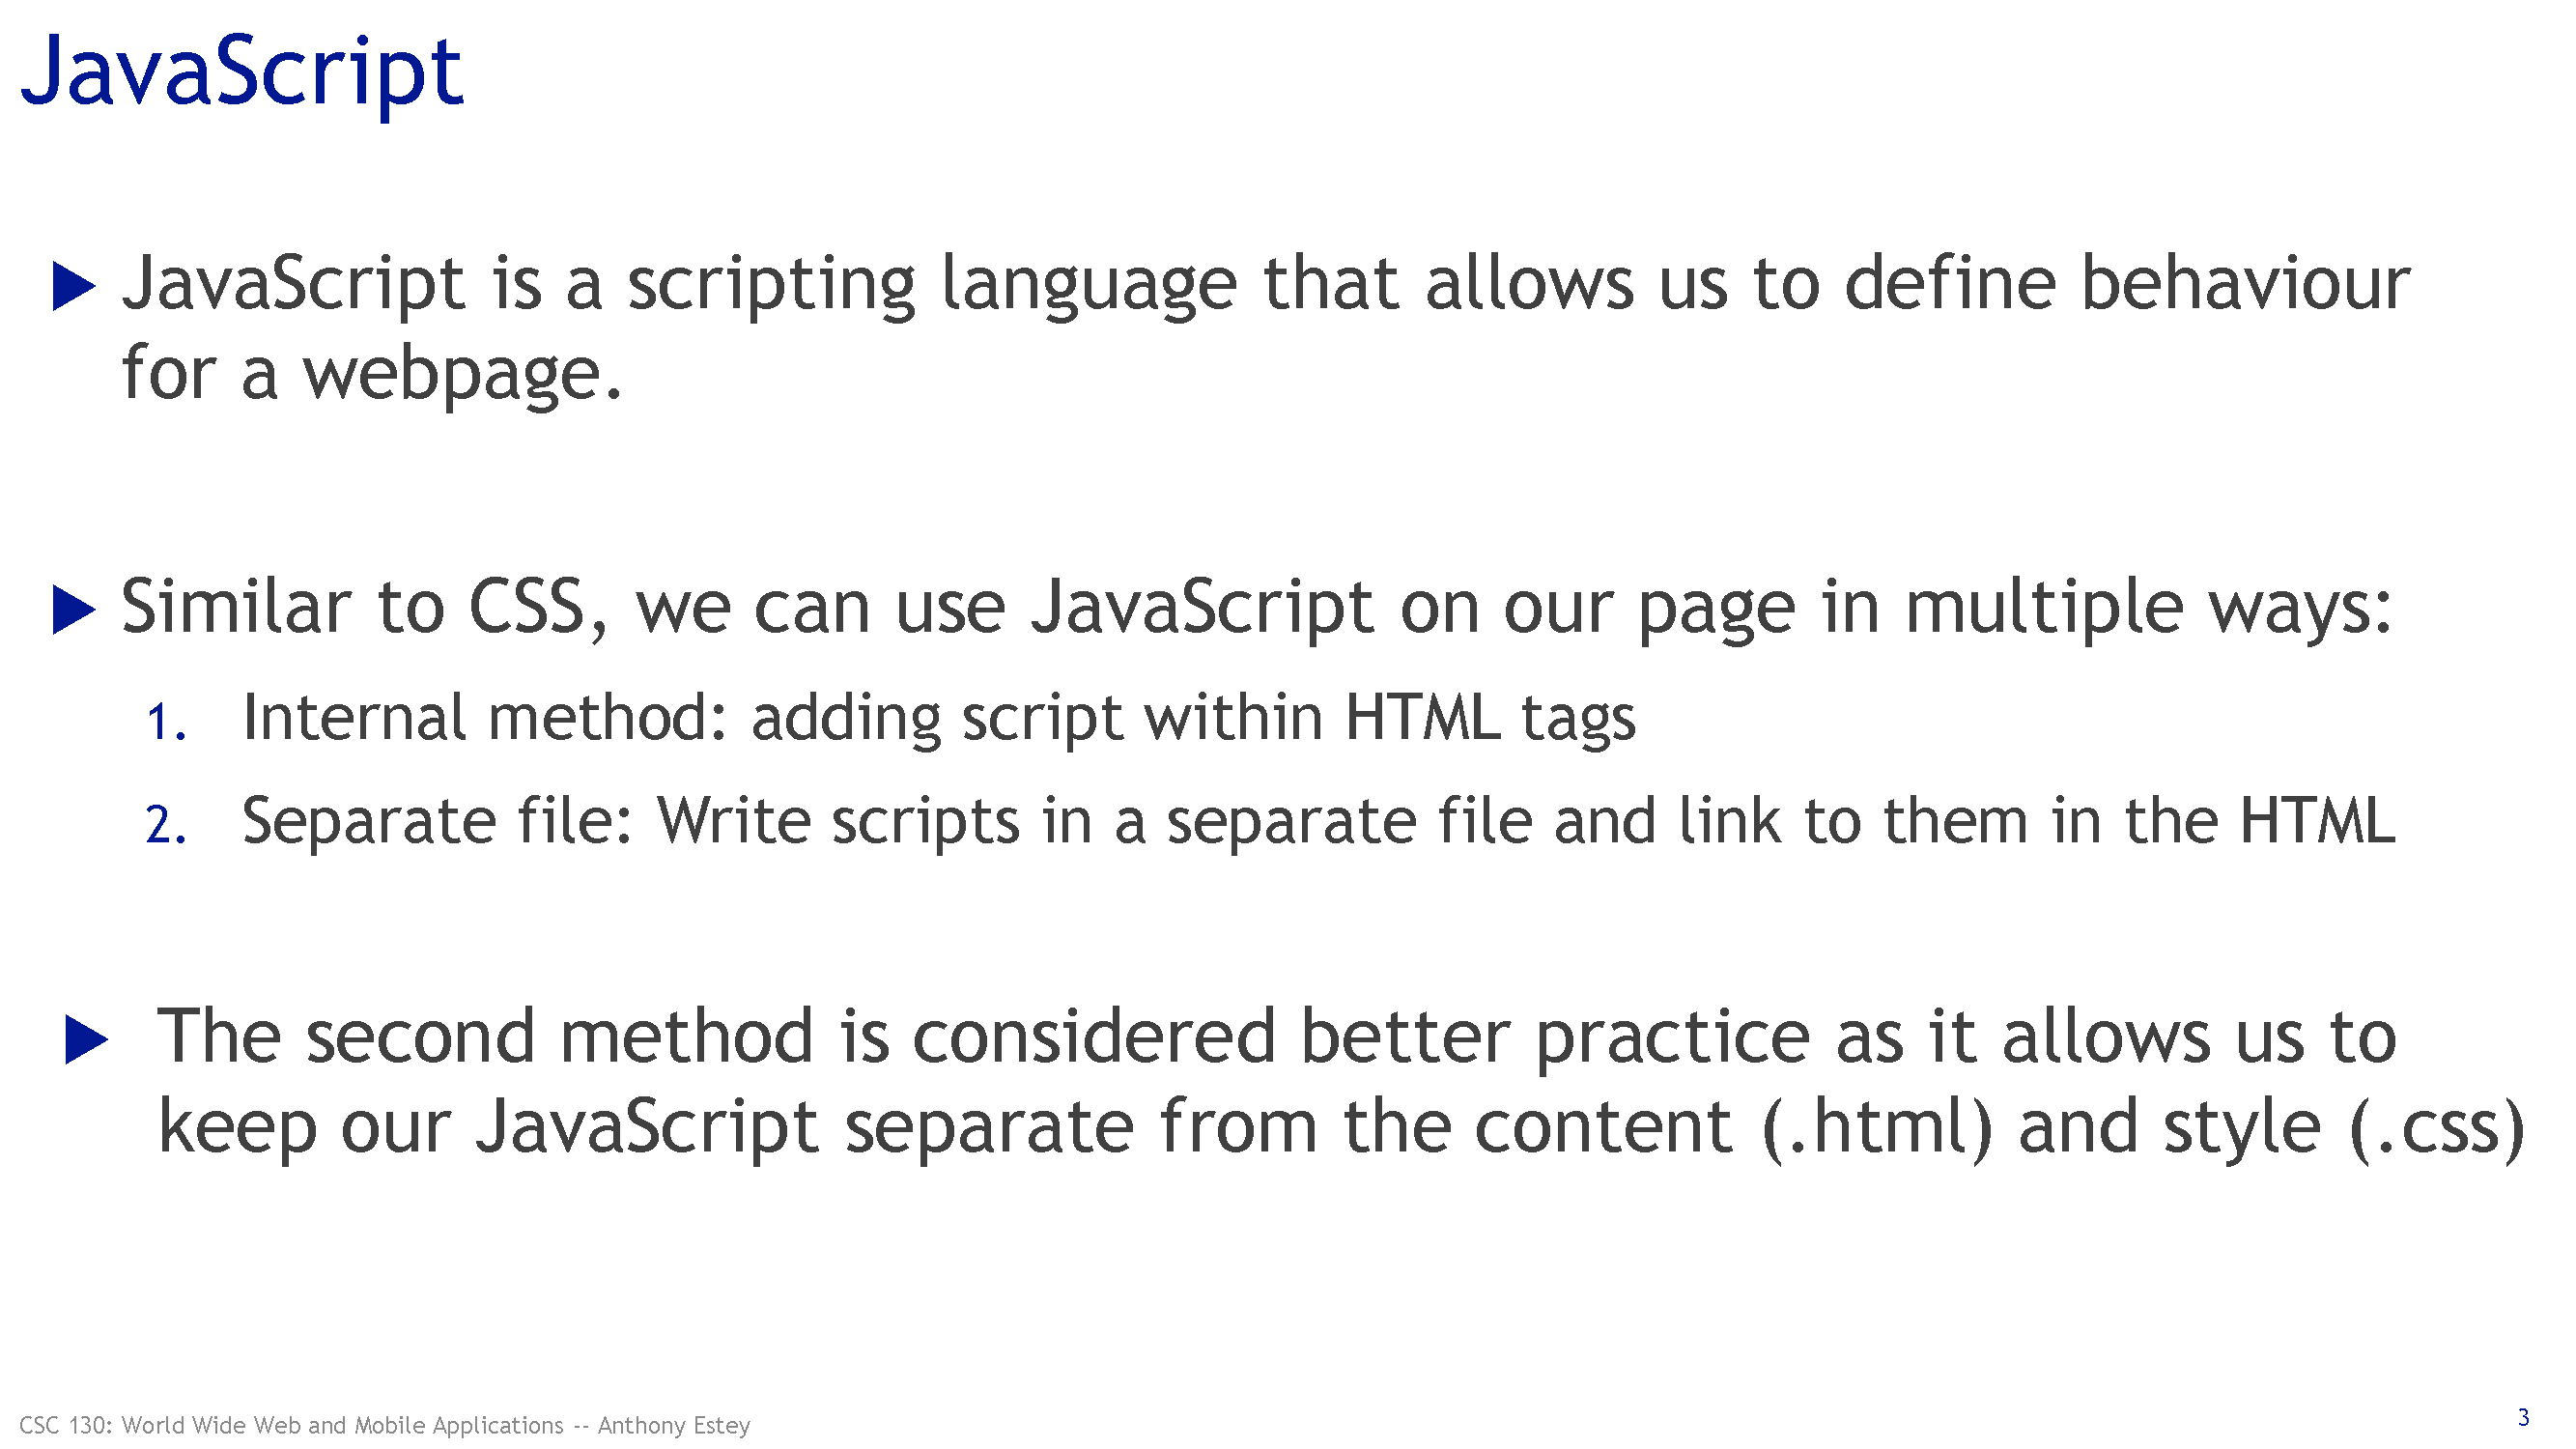 JavaScript
JavaScript is a scripting language that allows us to define behaviour
for a webpage.
Similar to CSS, we can use JavaScript on our page in multiple ways:
1. Internal method: adding script within HTML tags
2. Separate file: Write scripts in a separate file and link to them in the HTML
The second method is considered better practice as it allows us to
keep our JavaScript separate from the content (.html) and style (.css)
CSC 130: World Wide Web and Mobile Applications -- Anthony Estey
3